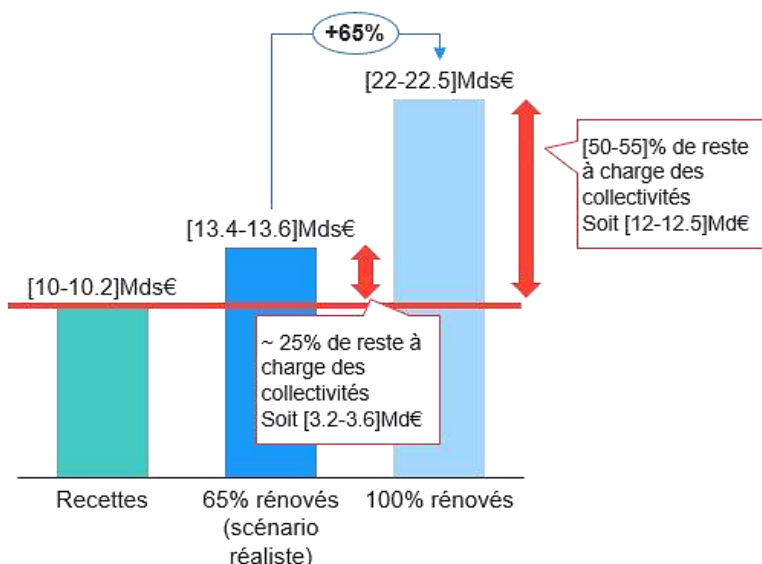 +65%
[22-22.5]Mds€
[50-55]% de reste
à charge des
collectivités
Soit [12-12.5]Md€
[13.4-13.6]Mds€
[10-10.2]Mds€
~ 25% de reste à
charge des
collectivités
Soit [3.2-3.6]Md€
Recettes
65% rénovés
(scénario
réaliste)
100% rénovés